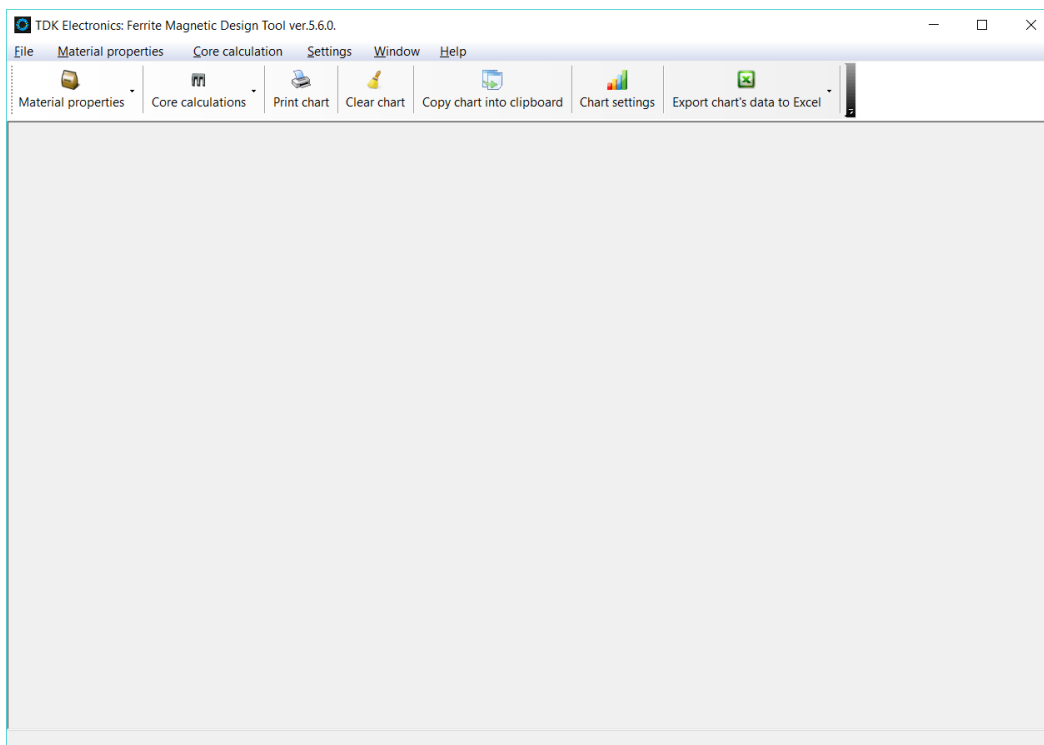 TDK Electronics: Ferrite Magnetic Design Tool ver.5.6.0.
File Material properties Core calculation Settings Window Help
Material properties Core calculations Print chart Clear chart Copy chart into clipboard Chart settings Export chart's data to Excel